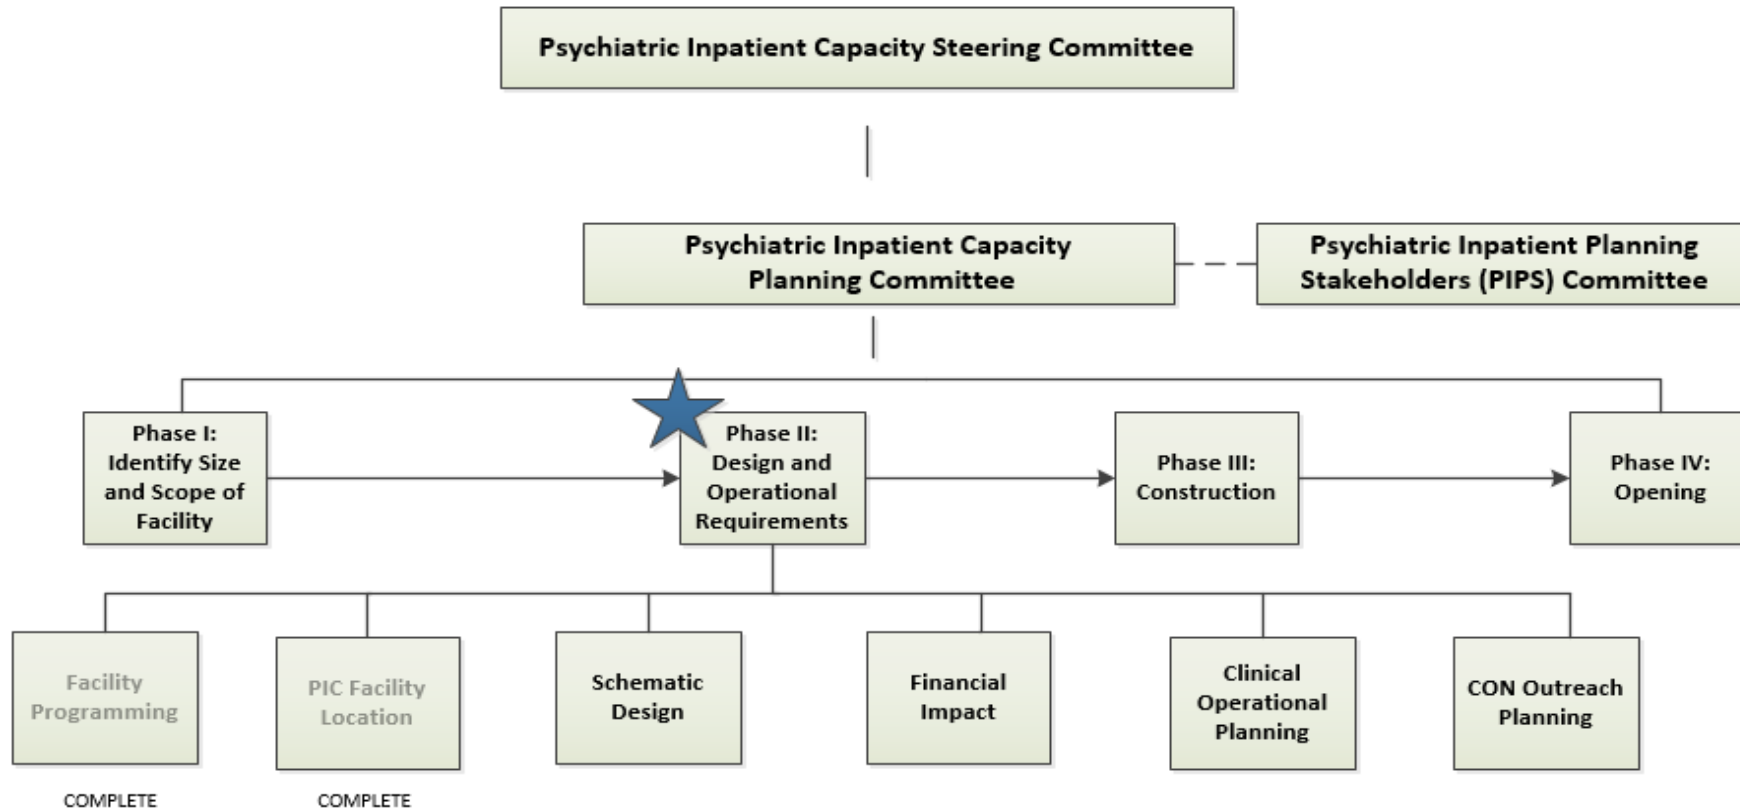 Psychiatric Inpatient Capacity Steering Committee
Psychiatric Inpatient Capacity
Planning Committee
Psychiatric Inpatient Planning
Stakeholders (PIPS) Committee
Phase I:
Identify Size
and Scope of
Facility
Phase II:
Design and
Operational
Requirements
Phase III:
Construction
Phase IV:
Opening
Facility
Programming
COMPLETE
PIC Facility
Location
COMPLETE
Schematic
Design
Financial
Impact
Clinical
Operational
Planning
CON Outreach
Planning